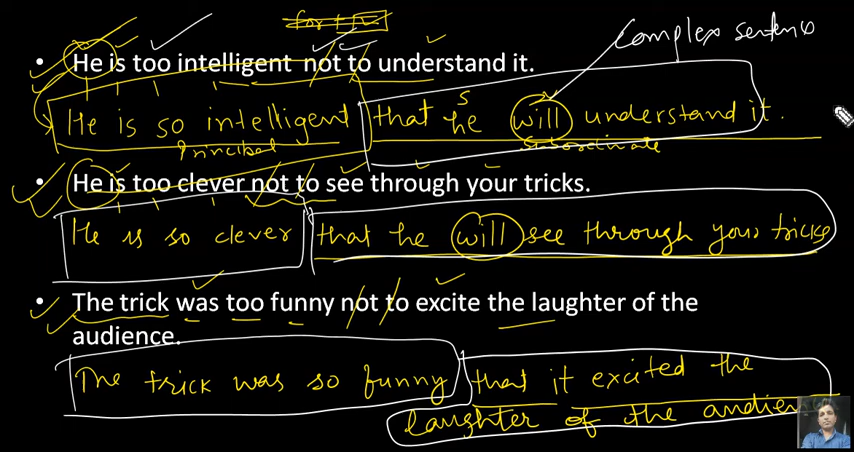 for the
Complex sentence
• He is too intelligent not to understand it.
He is so intelligent that he will understand it.
S
Principal Subordinate
• He is too clever not to see through your tricks.
He is so clever that he will see through your tricks
• The trick was too funny not to excite the laughter of the
audience.
The trick was so funny that it excited the
laughter of the audien